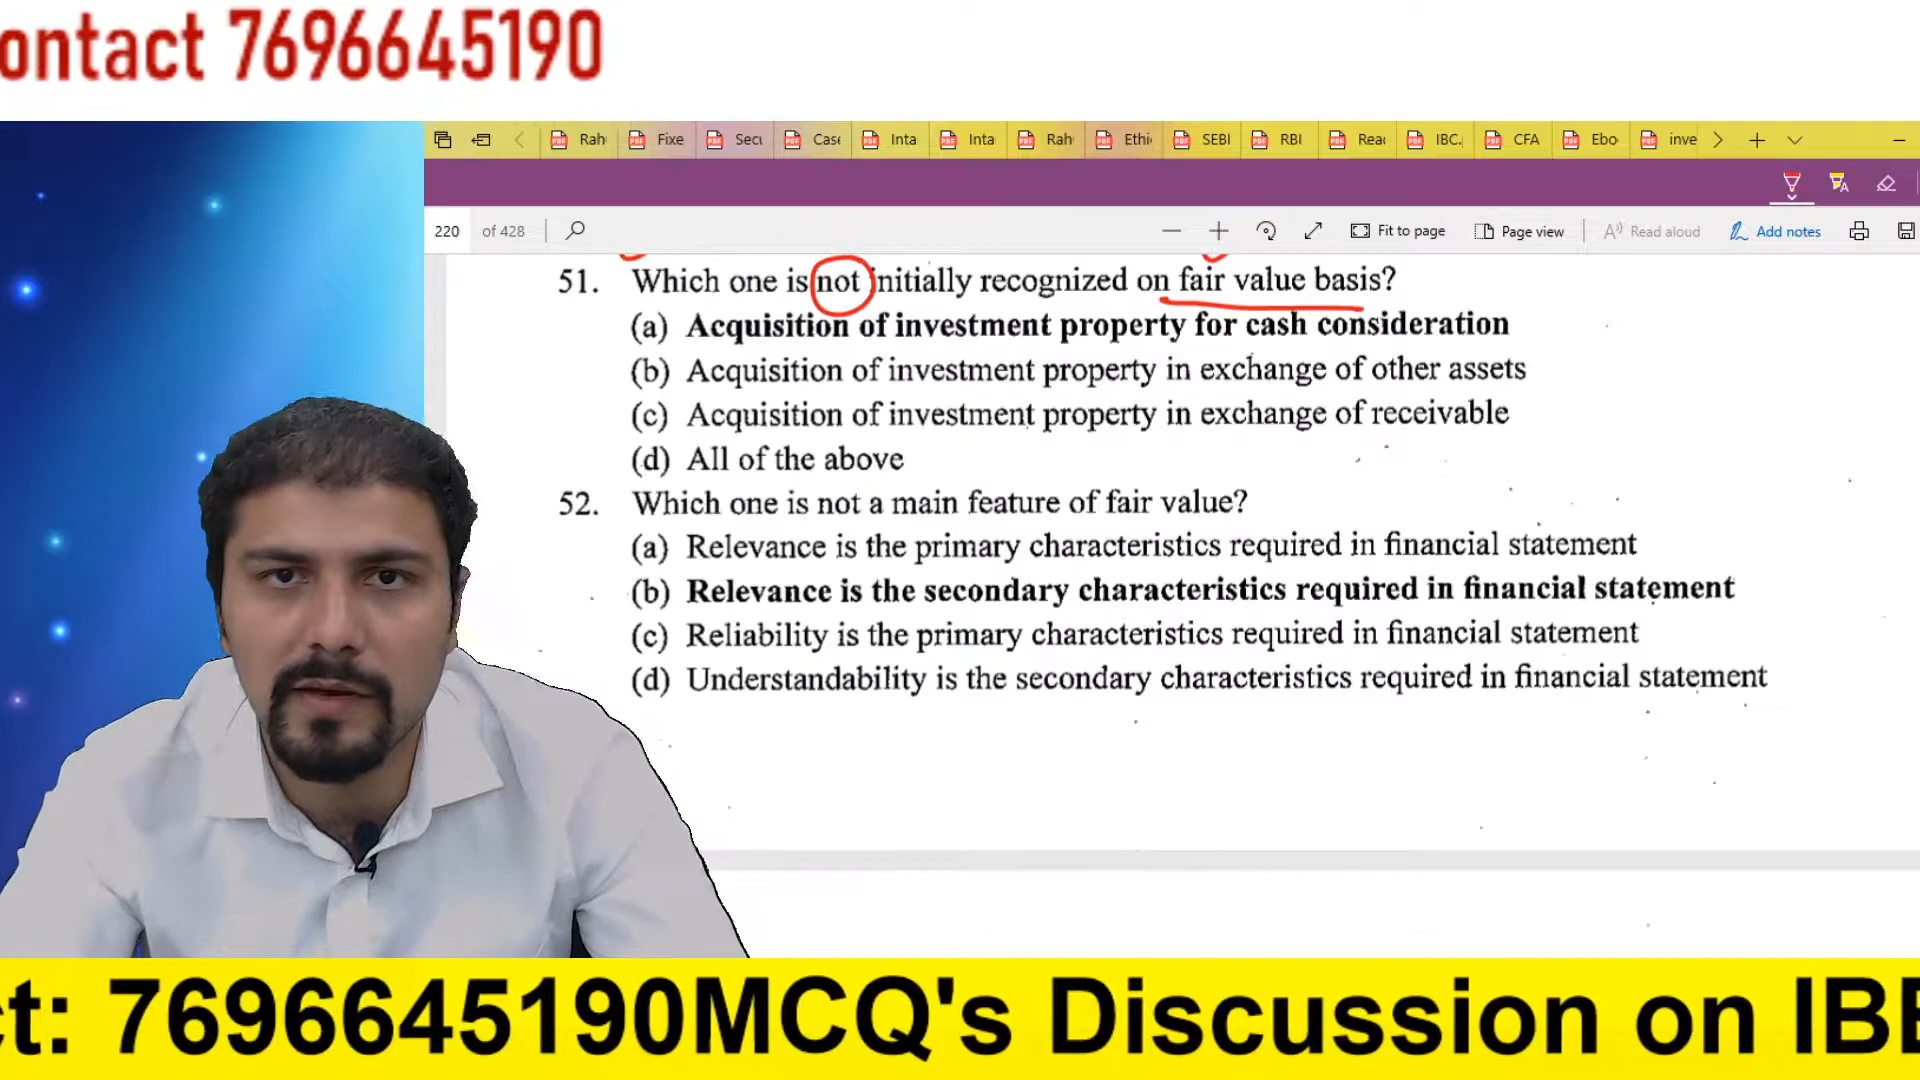 ontact 7696645190
Rah Fixe Secu Case Inta Inta Rah Ethi SEBI RBI Reac IBC. CFA Ebo inve
220 of 428 Fit to page Page view Read aloud Add notes
51. Which one is not initially recognized on fair value basis?
(a) Acquisition of investment property for cash consideration
(b) Acquisition of investment property in exchange of other assets
(c) Acquisition of investment property in exchange of receivable
(d) All of the above
52. Which one is not a main feature of fair value?
(a) Relevance is the primary characteristics required in financial statement
(b) Relevance is the secondary characteristics required in financial statement
(c) Reliability is the primary characteristics required in financial statement
(d) Understandability is the secondary characteristics required in financial statement
ct: 7696645190MCQ's Discussion on IBB